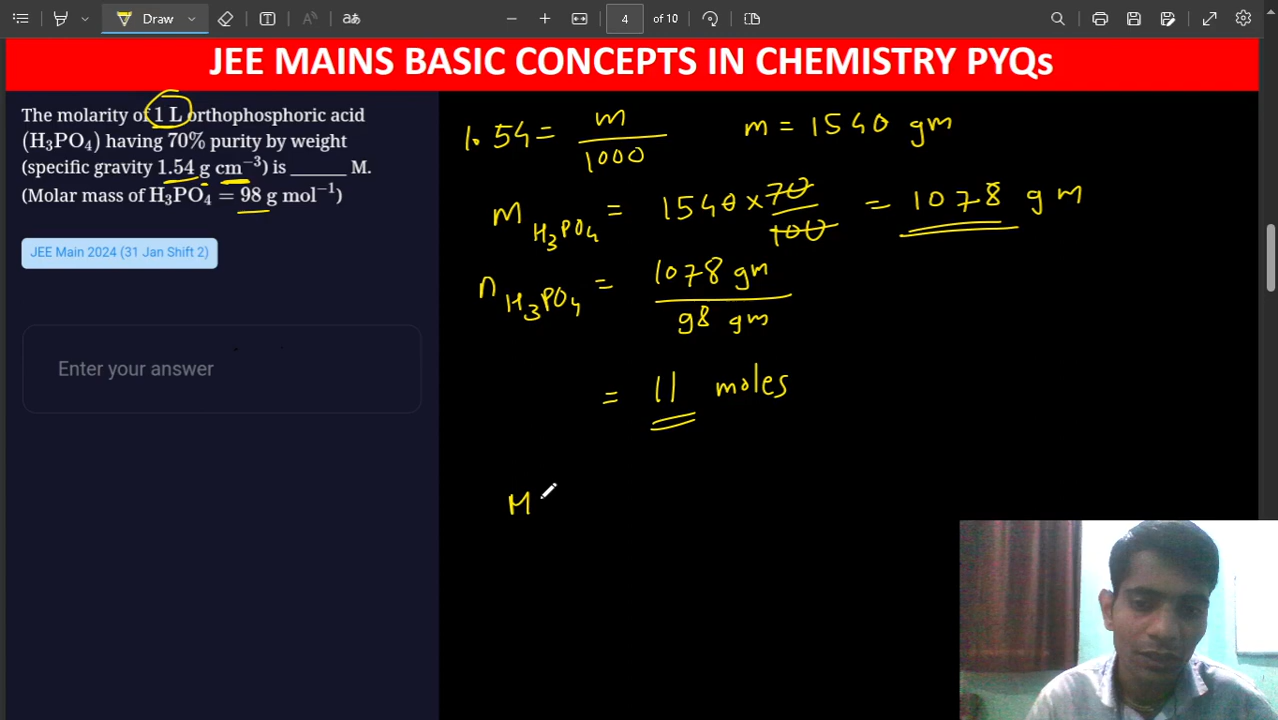 Draw
4 of 10
JEE MAINS BASIC CONCEPTS IN CHEMISTRY PYQs
The molarity of 1 L orthophosphoric acid
(H₃PO₄) having 70% purity by weight
(specific gravity 1.54 g cm⁻³) is ______ M.
(Molar mass of H₃PO₄ = 98 g mol⁻¹)
JEE Main 2024 (31 Jan Shift 2)
Enter your answer
1.54 = m/1000 m = 1540 gm
m H₃PO₄ = 1540 × 70/100 = 1078 gm
n H₃PO₄ = 1078 gm/98 gm
= 11 moles
M